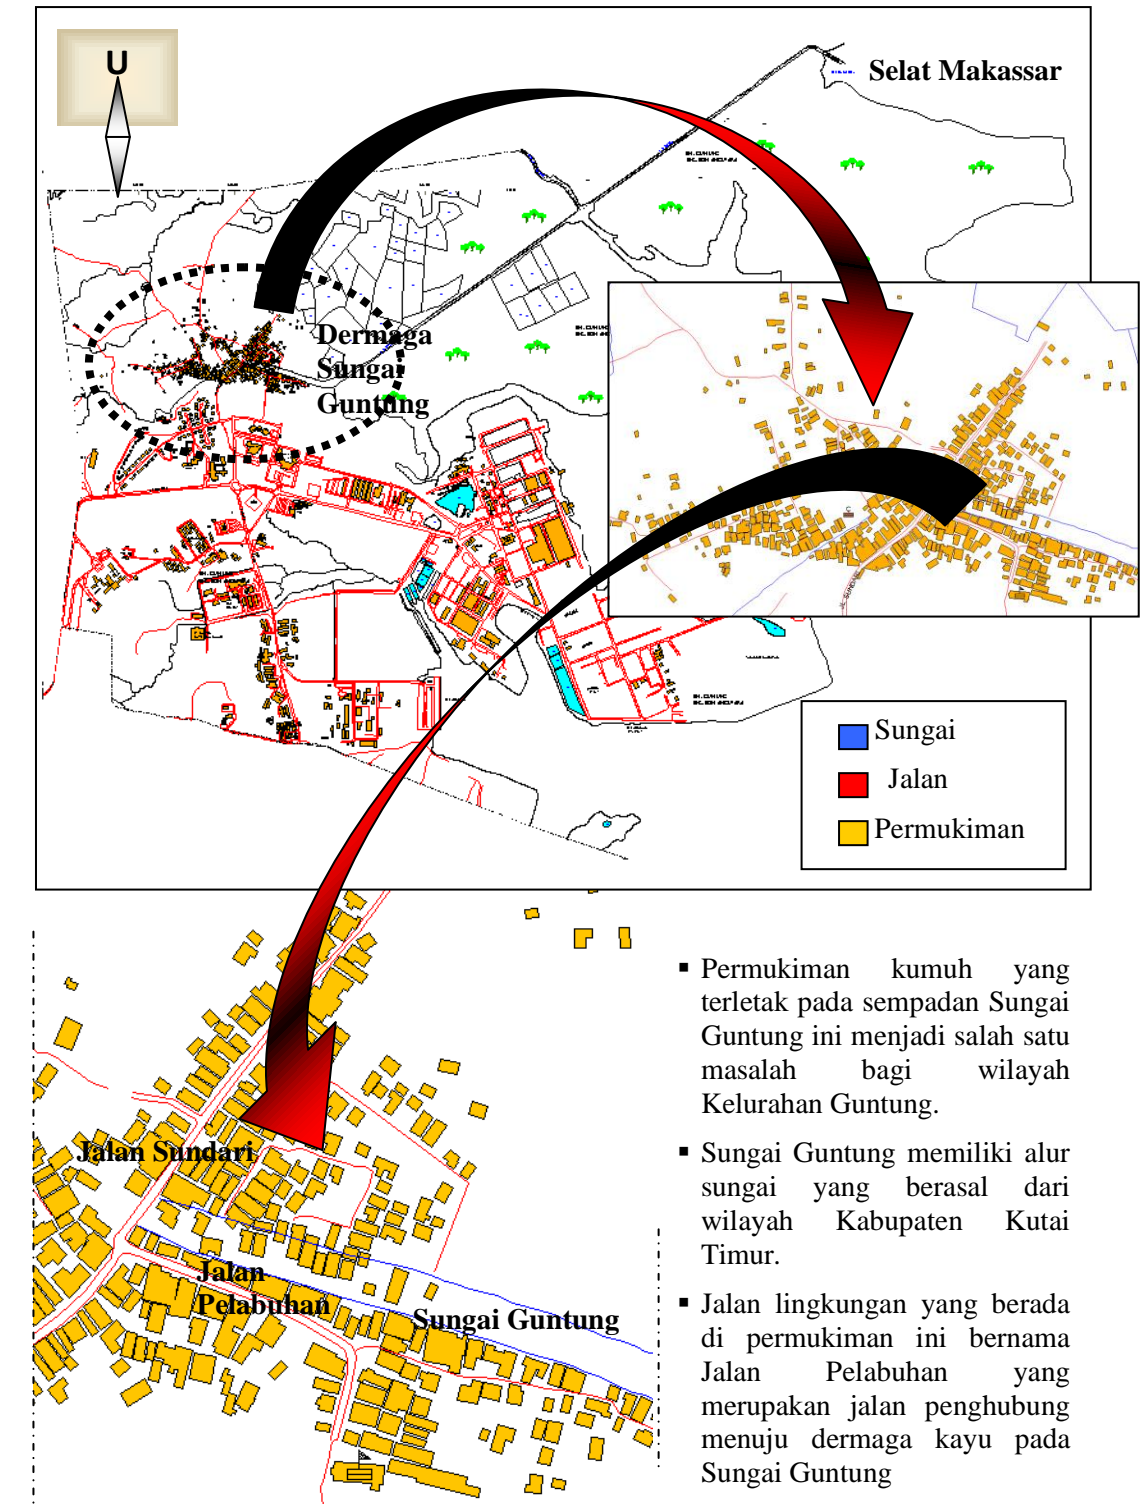 U
Selat Makassar
Dermaga
Sungai
Guntung
Sungai
Jalan
Permukiman
Jalan Sundari
Jalan
Pelabuhan
Sungai Guntung
▪ Permukiman kumuh yang
terletak pada sempadan Sungai
Guntung ini menjadi salah satu
masalah bagi wilayah
Kelurahan Guntung.
▪ Sungai Guntung memiliki alur
sungai yang berasal dari
wilayah Kabupaten Kutai
Timur.
▪ Jalan lingkungan yang berada
di permukiman ini bernama
Jalan Pelabuhan yang
merupakan jalan penghubung
menuju dermaga kayu pada
Sungai Guntung